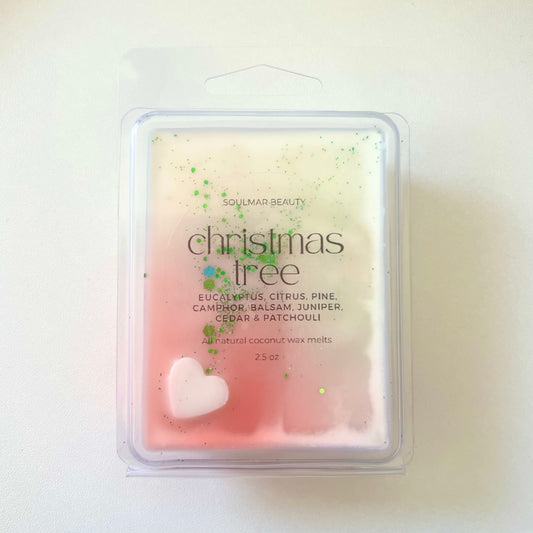 SOULMAR BEAUTY
christmas
tree
EUCALYPTUS, CITRUS, PINE,
CAMPHOR, BALSAM, JUNIPER,
CEDAR & PATCHOULI
All natural coconut wax melts
2.5 oz